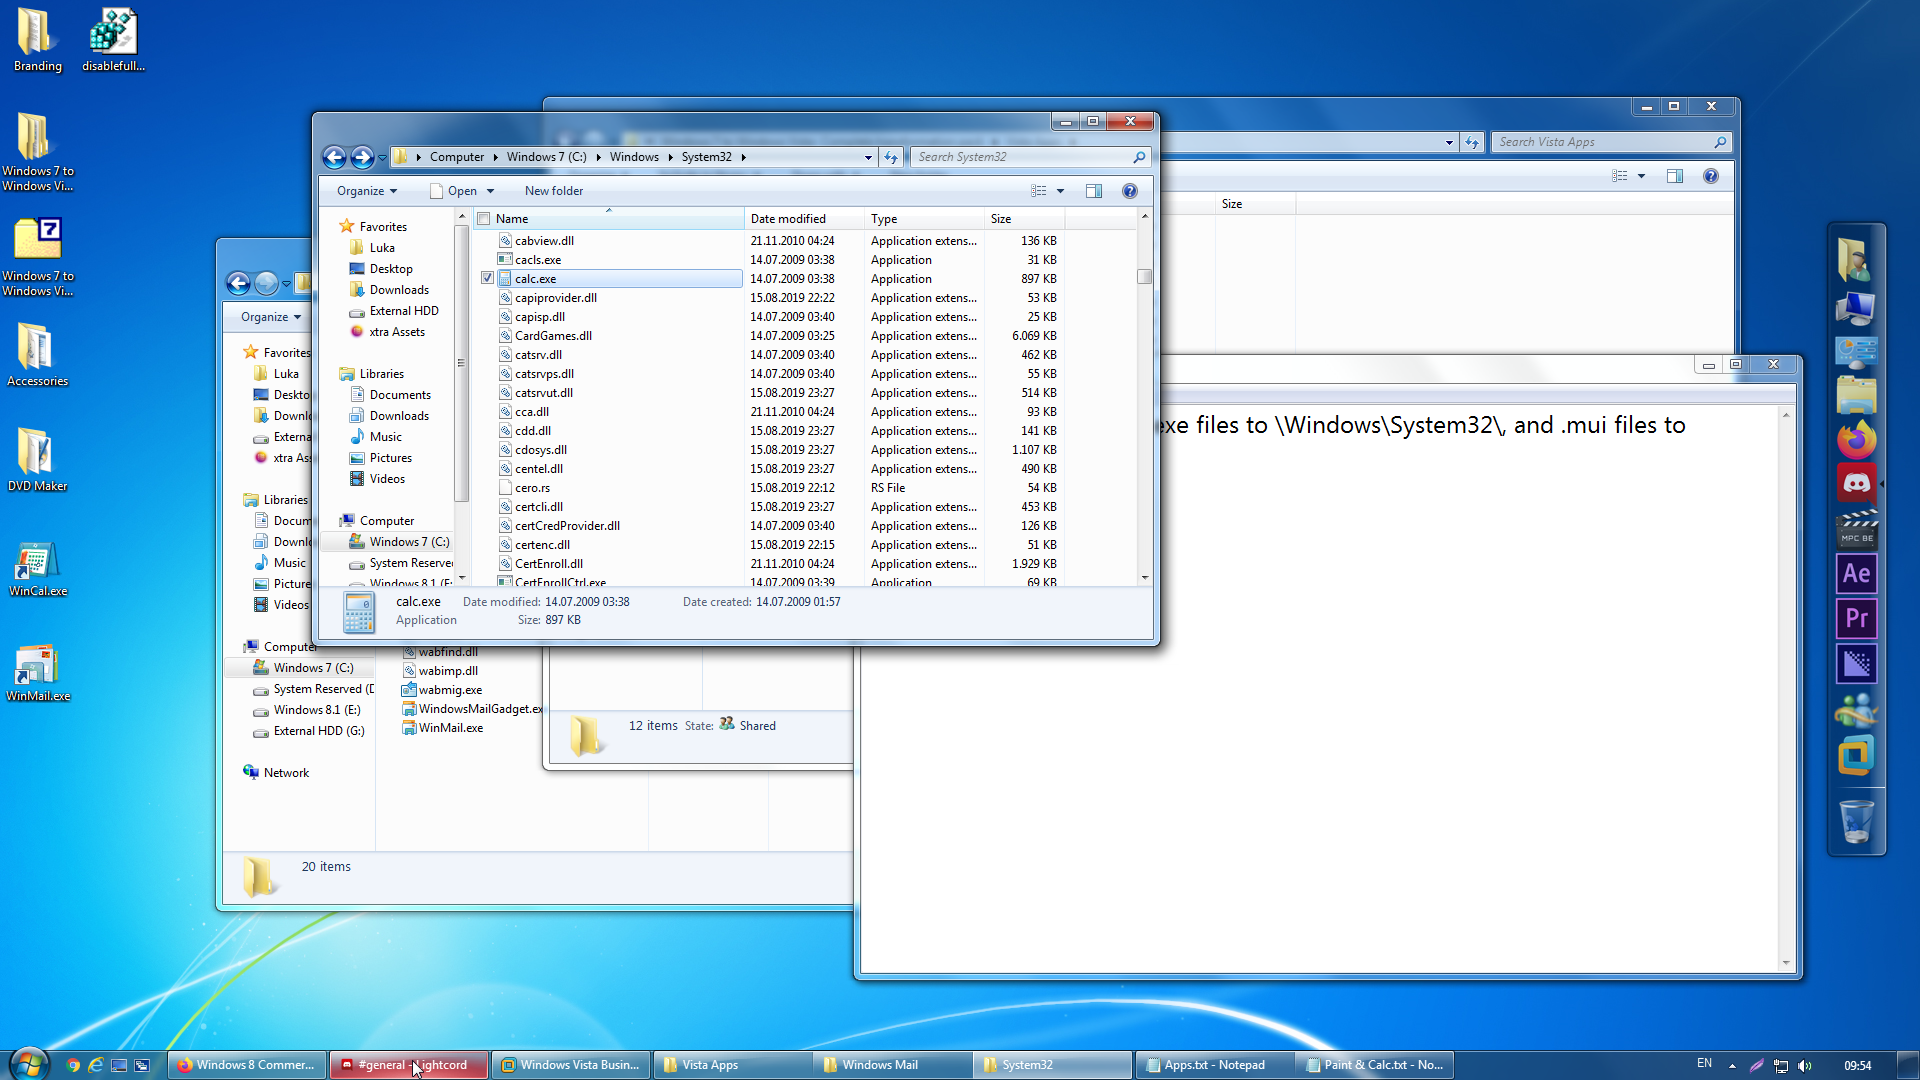 Branding
disablefull...
Windows 7 to
Windows Vi...
Windows 7 to
Windows Vi...
Accessories
DVD Maker
WinCal.exe
WinMail.exe
Search Vista Apps
Size
Computer Windows 7 (C:) Windows System32
Search System32
Organize Open New folder
Favorites
Luka
Desktop
Downloads
External HDD
xtra Assets
Libraries
Documents
Downloads
Music
Pictures
Videos
Computer
Windows 7 (C:)
System Reserve
Windows 8.1 (E:
Name Date modified Type Size
cabview.dll 21.11.2010 04:24 Application extens... 136 KB
cacls.exe 14.07.2009 03:38 Application 31 KB
calc.exe 14.07.2009 03:38 Application 897 KB
capiprovider.dll 15.08.2019 22:22 Application extens... 53 KB
capisp.dll 14.07.2009 03:40 Application extens... 25 KB
CardGames.dll 14.07.2009 03:25 Application extens... 6.069 KB
catsrv.dll 14.07.2009 03:40 Application extens... 462 KB
catsrvps.dll 14.07.2009 03:40 Application extens... 55 KB
catsrvut.dll 15.08.2019 23:27 Application extens... 514 KB
cca.dll 21.11.2010 04:24 Application extens... 93 KB
cdd.dll 15.08.2019 23:27 Application extens... 141 KB
cdosys.dll 15.08.2019 23:27 Application extens... 1.107 KB
centel.dll 15.08.2019 23:27 Application extens... 490 KB
cero.rs 15.08.2019 22:12 RS File 54 KB
certcli.dll 15.08.2019 23:27 Application extens... 453 KB
certCredProvider.dll 14.07.2009 03:40 Application extens... 126 KB
certenc.dll 15.08.2019 22:15 Application extens... 51 KB
CertEnroll.dll 21.11.2010 04:24 Application extens... 1.929 KB
CertEnrollCtrl.exe 14.07.2009 03:39 Application 69 KB
calc.exe Date modified: 14.07.2009 03:38 Date created: 14.07.2009 01:57
Application Size: 897 KB
Organize
Favorites
Luka
Deskto
Downl
Externa
xtra Ass
Libraries
Docum
Downl
Music
Picture
Videos
Compute
Windows 7 (C:)
System Reserved (D
Windows 8.1 (E:)
External HDD (G:)
Network
wabfind.dll
wabimp.dll
wabmig.exe
WindowsMailGadget.ex
WinMail.exe
20 items
12 items State: Shared
exe files to \Windows\System32\, and .mui files to
MPC BE
Ae
Pr
Windows 8 Commer...
#general - Lightcord
Windows Vista Busin...
Vista Apps
Windows Mail
System32
Apps.txt - Notepad
Paint & Calc.txt - No...
EN
09:54